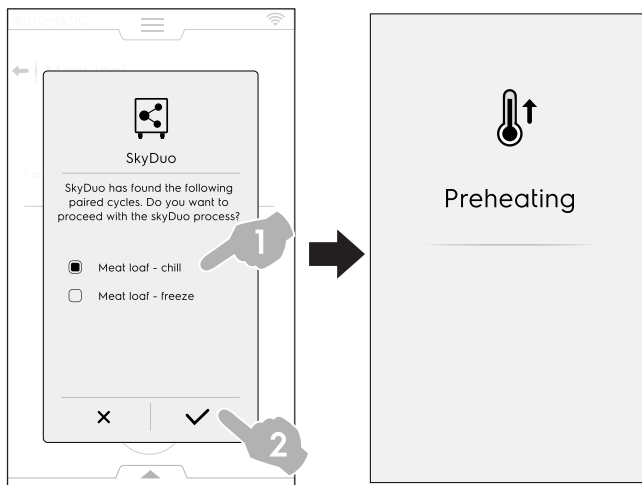 AUTOMATIC
SkyDuo
SkyDuo has found the following
paired cycles. Do you want to
proceed with the skyDuo process?
Meat loaf - chill
Meat loaf - freeze
1
2
Preheating